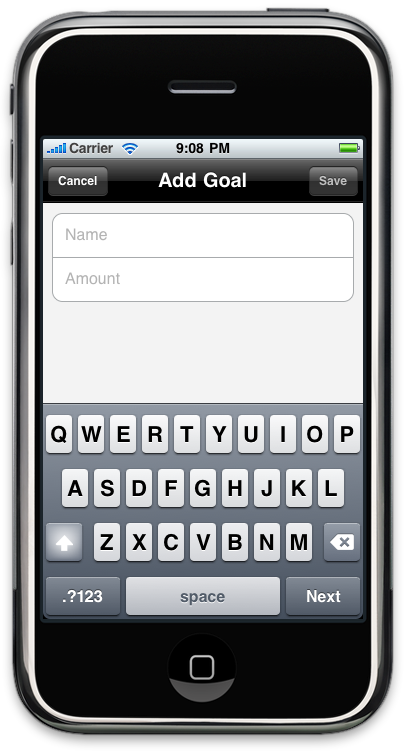 Carrier 9:08 PM
Cancel Add Goal Save
Name
Amount
Q W E R T Y U I O P
A S D F G H J K L
Z X C V B N M
.?123 space Next